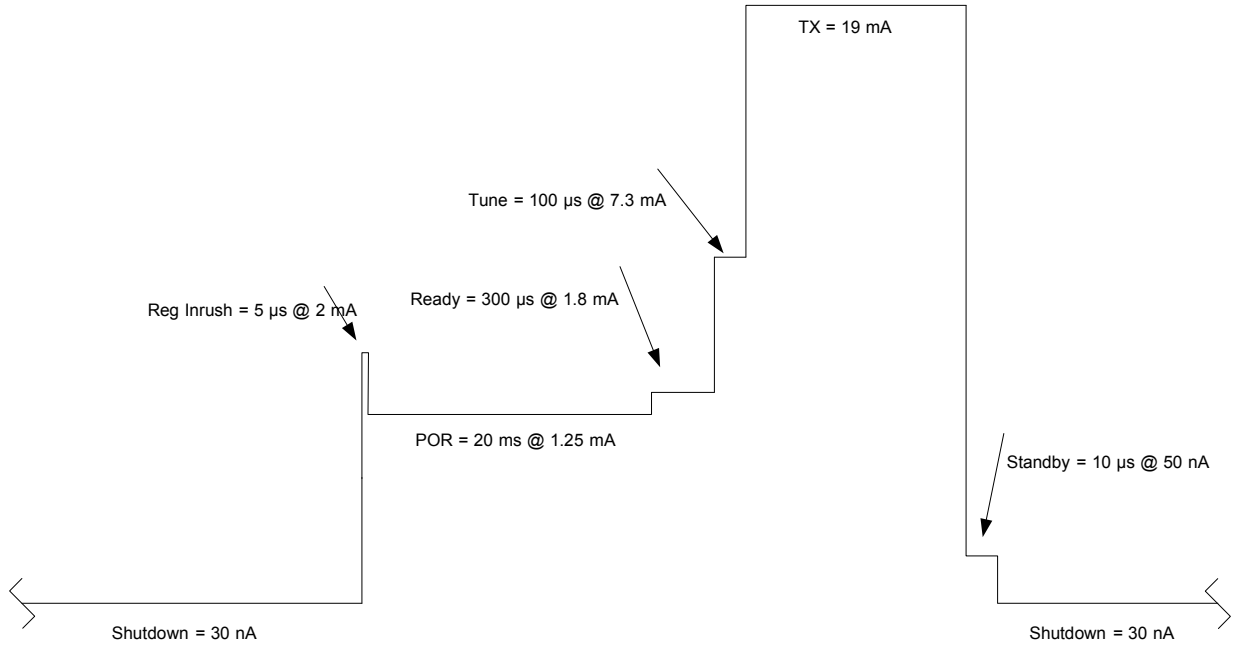 TX = 19 mA
Tune = 100 µs @ 7.3 mA
Ready = 300 µs @ 1.8 mA
Reg Inrush = 5 µs @ 2 mA
POR = 20 ms @ 1.25 mA
Standby = 10 µs @ 50 nA
Shutdown = 30 nA
Shutdown = 30 nA